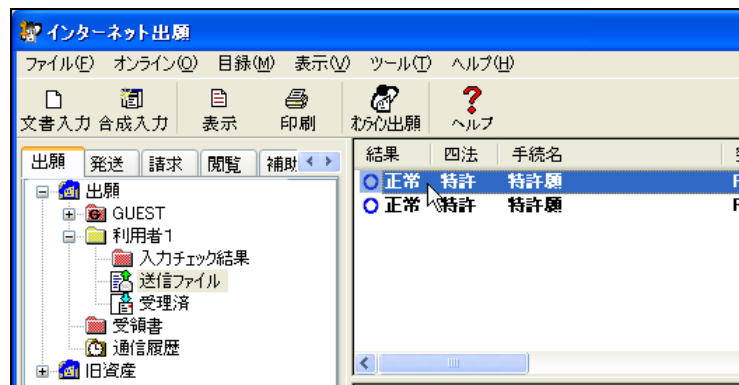 インターネット出願
ファイル(F) オンライン(O) 目録(M) 表示(V) ツール(T) ヘルプ(H)
文書入力 合成入力 表示 印刷 オンライン出願 ヘルプ
出願 発送 請求 閲覧 補助
結果 四法 手続名
正常 特許 特許願
正常 特許 特許願
出願
GUEST
利用者1
入力チェック結果
送信ファイル
受理済
受領書
通信履歴
旧資産